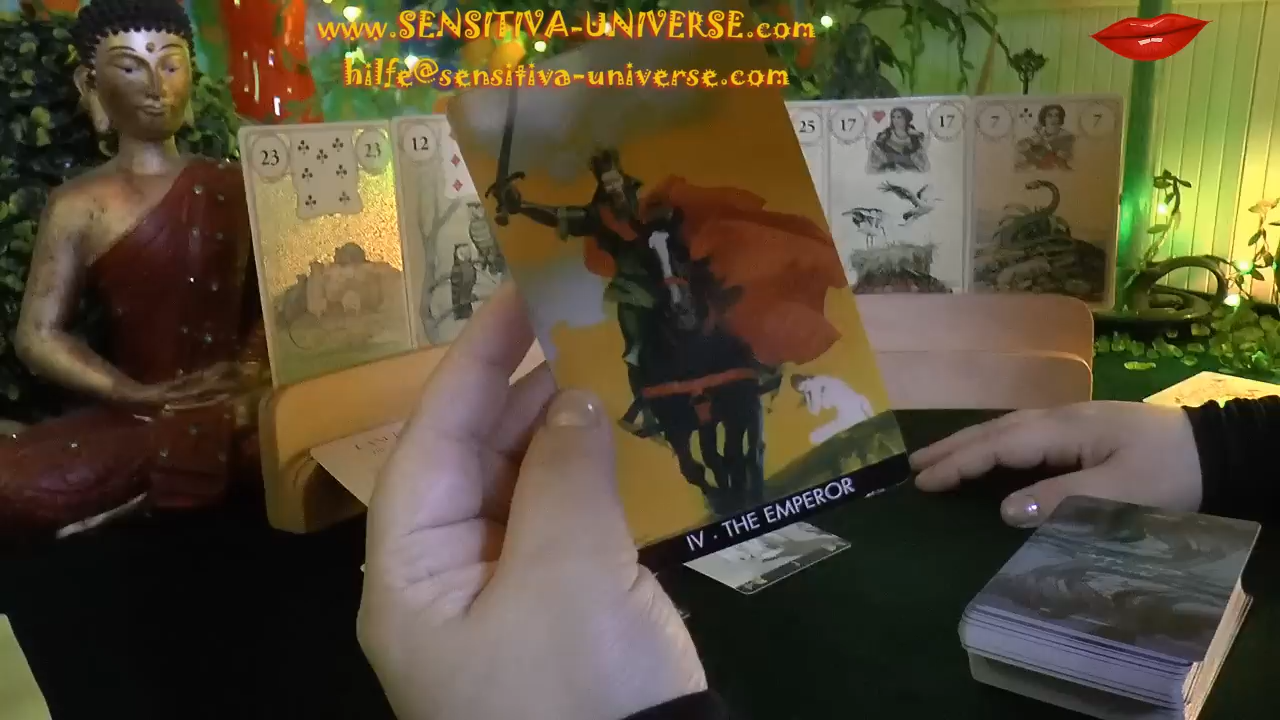 www.SENSITIVA-UNIVERSE.com
hilfe@sensitiva-universe.com
23 23
12
25
17 17
7 7
IV · THE EMPEROR